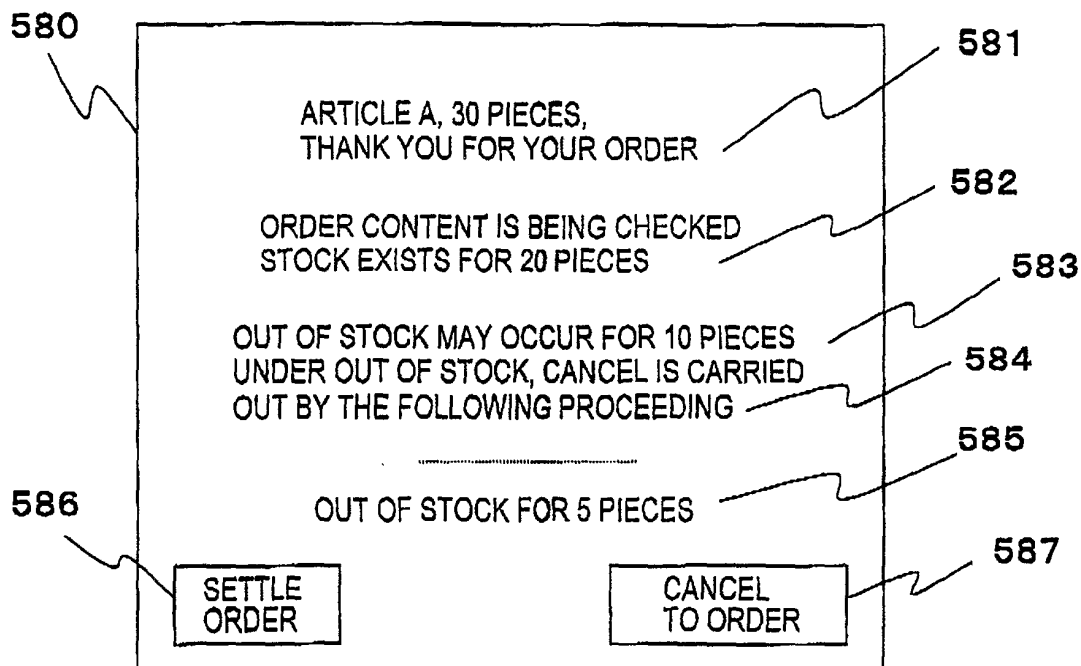 580
581
ARTICLE A, 30 PIECES,
THANK YOU FOR YOUR ORDER
582
ORDER CONTENT IS BEING CHECKED
STOCK EXISTS FOR 20 PIECES
583
OUT OF STOCK MAY OCCUR FOR 10 PIECES
584
UNDER OUT OF STOCK, CANCEL IS CARRIED
OUT BY THE FOLLOWING PROCEEDING
585
OUT OF STOCK FOR 5 PIECES
586
587
SETTLE
ORDER
CANCEL
TO ORDER